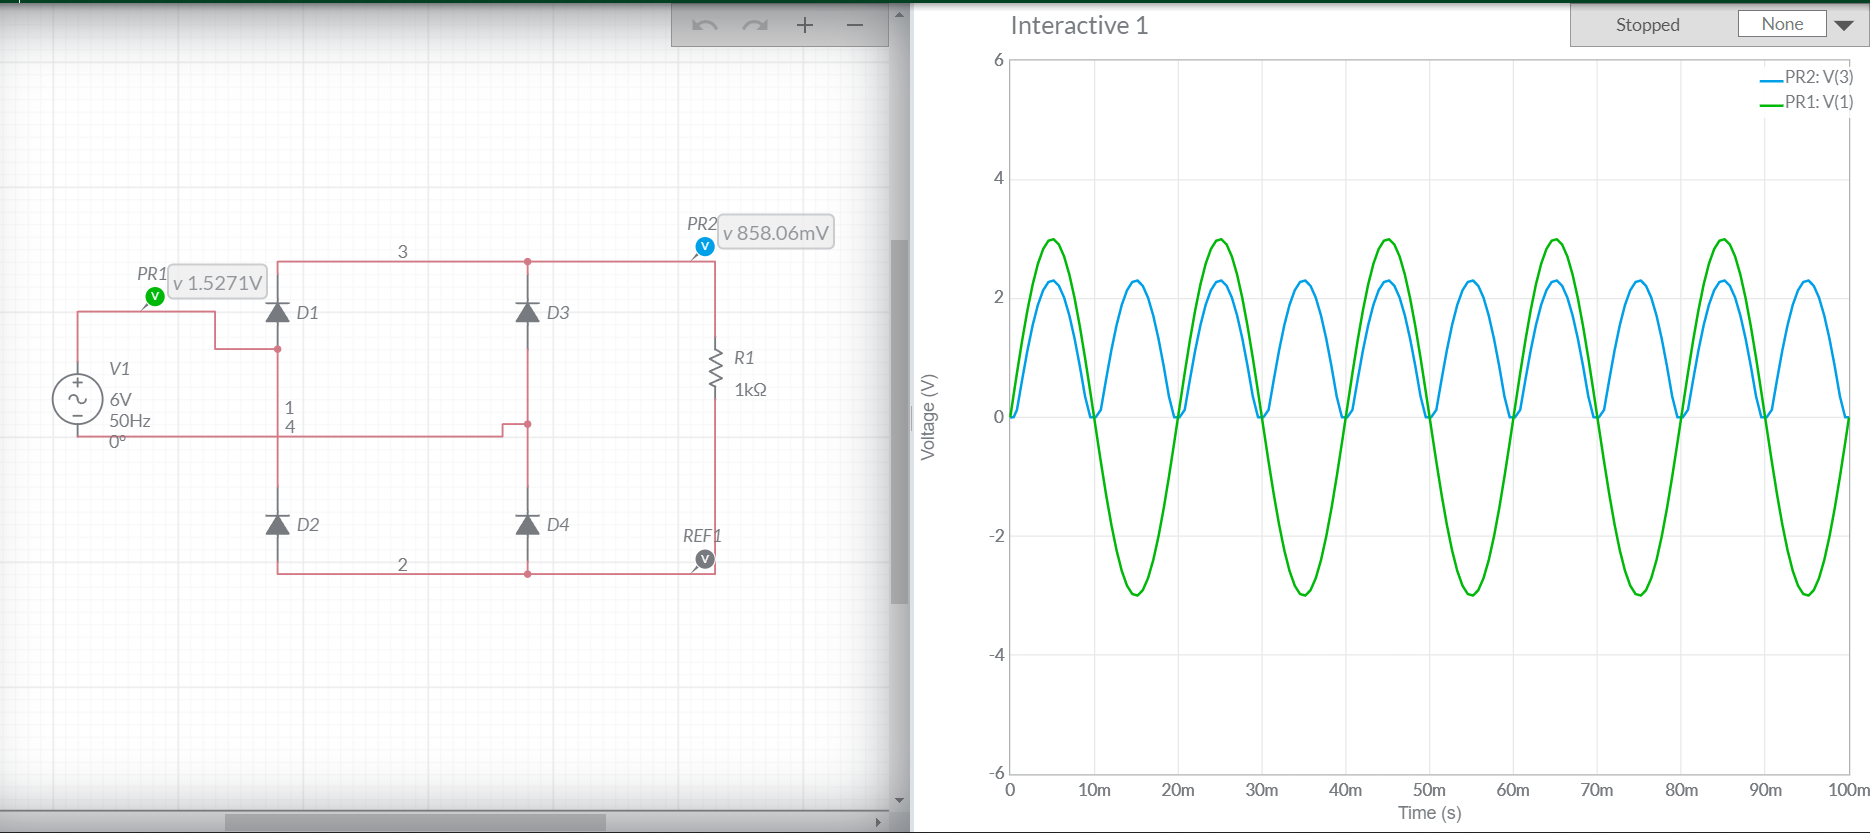 PR2
v 858.06mV
V
3
PR1
v 1.5271V
V
D1
D3
R1
1kΩ
V1
6V
50Hz
0°
1
4
D2
D4
REF1
V
2
Interactive 1
Stopped
None
PR2: V(3)
PR1: V(1)
6
4
2
0
-2
-4
-6
Voltage (V)
0 10m 20m 30m 40m 50m 60m 70m 80m 90m 100m
Time (s)